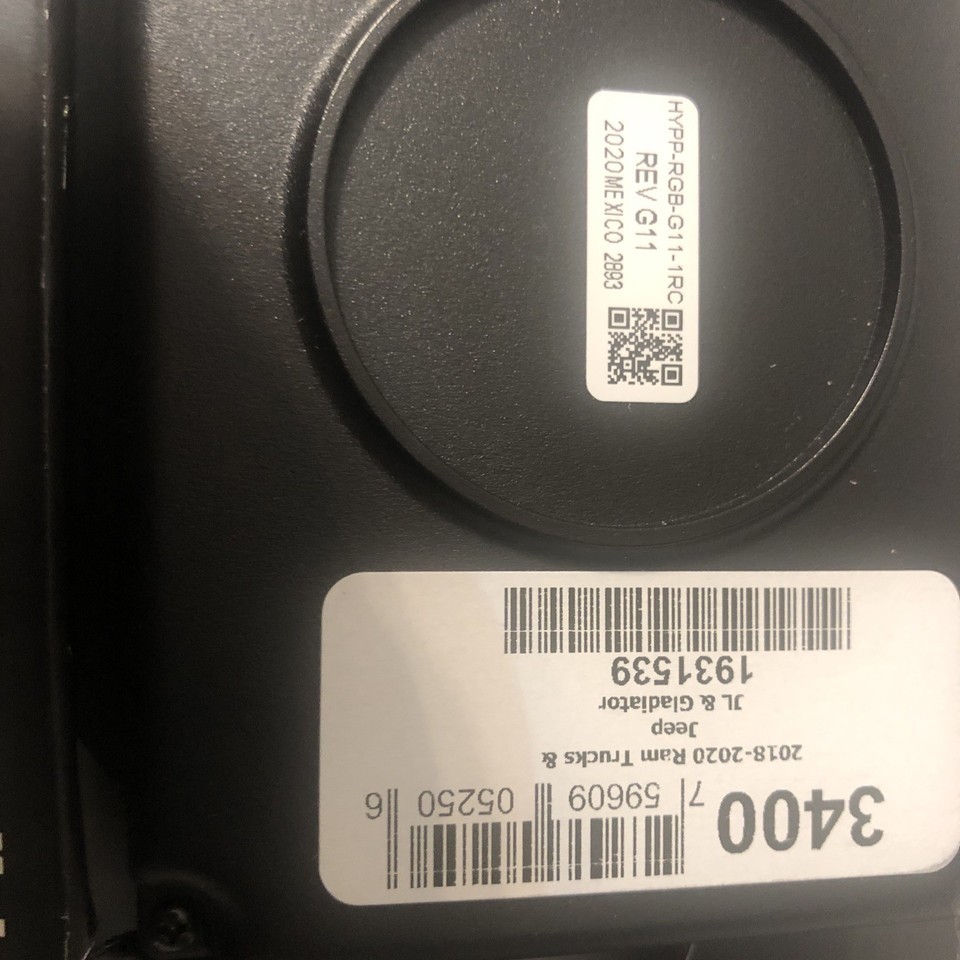 HYPP-RGB-G11-1RC
REV G11
2020MEXICO 2893
3400
7 59609 05250 6
2018-2020 Ram Trucks &
Jeep
JL & Gladiator
1931539